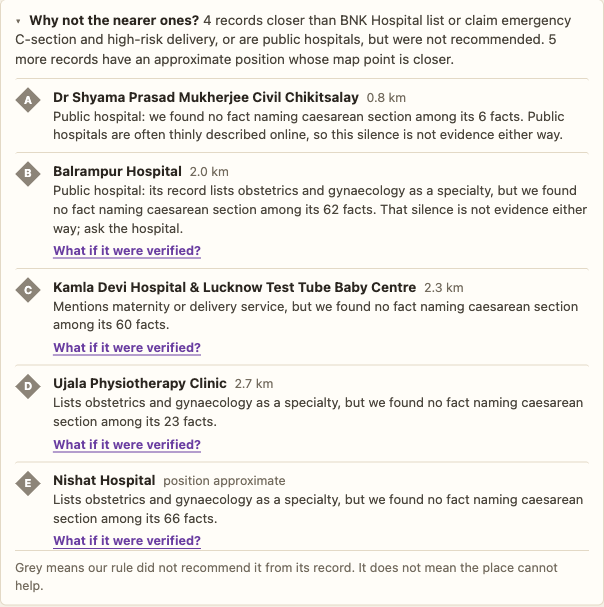 ▾ Why not the nearer ones? 4 records closer than BNK Hospital list or claim emergency
C-section and high-risk delivery, or are public hospitals, but were not recommended. 5
more records have an approximate position whose map point is closer.
A
Dr Shyama Prasad Mukherjee Civil Chikitsalay 0.8 km
Public hospital: we found no fact naming caesarean section among its 6 facts. Public
hospitals are often thinly described online, so this silence is not evidence either way.
B
Balrampur Hospital 2.0 km
Public hospital: its record lists obstetrics and gynaecology as a specialty, but we found
no fact naming caesarean section among its 62 facts. That silence is not evidence either
way; ask the hospital.
What if it were verified?
C
Kamla Devi Hospital & Lucknow Test Tube Baby Centre 2.3 km
Mentions maternity or delivery service, but we found no fact naming caesarean section
among its 60 facts.
What if it were verified?
D
Ujala Physiotherapy Clinic 2.7 km
Lists obstetrics and gynaecology as a specialty, but we found no fact naming caesarean
section among its 23 facts.
What if it were verified?
E
Nishat Hospital position approximate
Lists obstetrics and gynaecology as a specialty, but we found no fact naming caesarean
section among its 66 facts.
What if it were verified?
Grey means our rule did not recommend it from its record. It does not mean the place cannot
help.